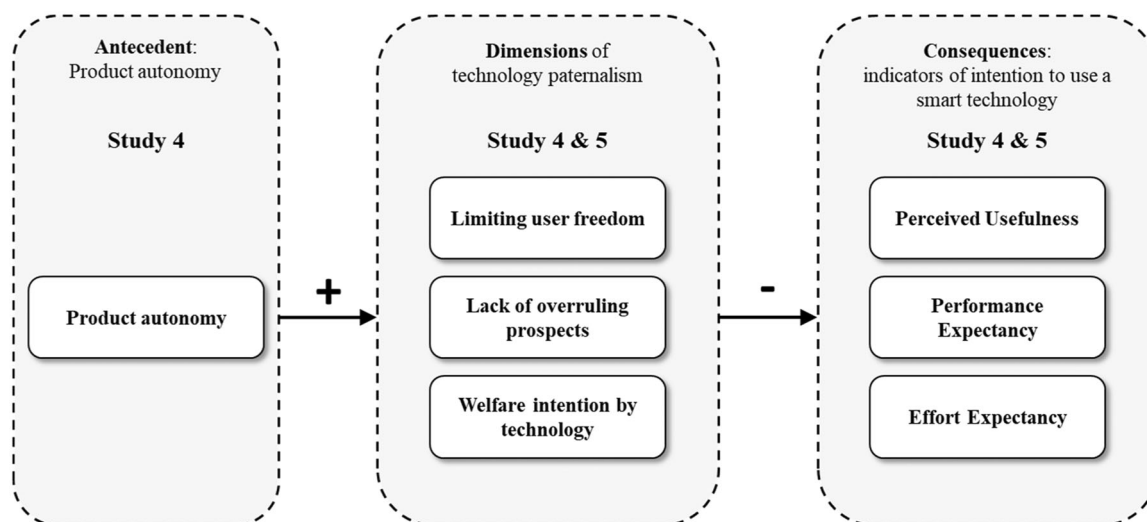 Antecedent:
Product autonomy
Study 4
Product autonomy
+
Dimensions of
technology paternalism
Study 4 & 5
Limiting user freedom
Lack of overruling
prospects
Welfare intention by
technology
-
Consequences:
indicators of intention to use a
smart technology
Study 4 & 5
Perceived Usefulness
Performance
Expectancy
Effort Expectancy